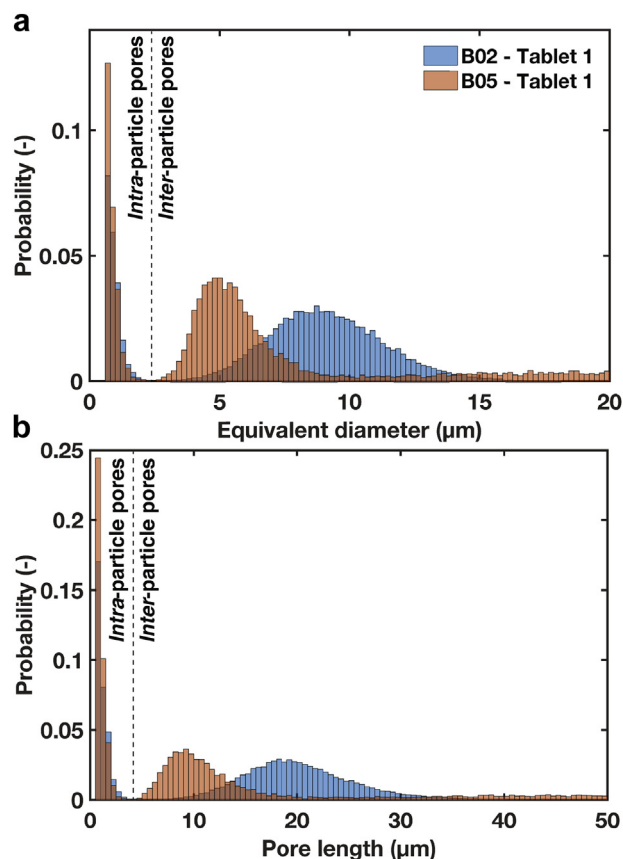 a
B02 - Tablet 1
B05 - Tablet 1
Intra-particle pores
Inter-particle pores
0.1
0.05
0
Probability (-)
0 5 10 15 20
Equivalent diameter (µm)
b
0.25
0.2
0.15
0.1
0.05
0
Probability (-)
Intra-particle pores
Inter-particle pores
0 10 20 30 40 50
Pore length (µm)